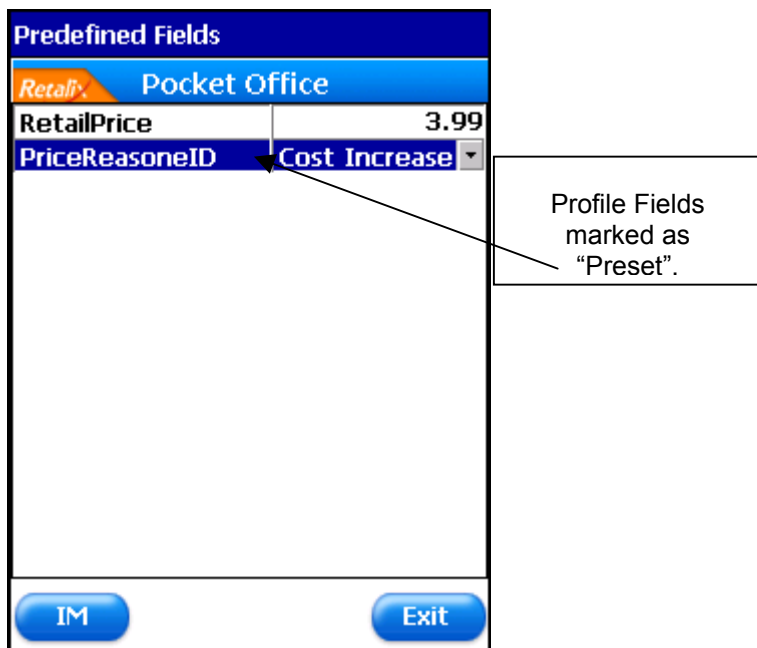 Predefined Fields
Retalix Pocket Office
RetailPrice 3.99
PriceReasoneID Cost Increase
Profile Fields
marked as
“Preset”.
IM Exit